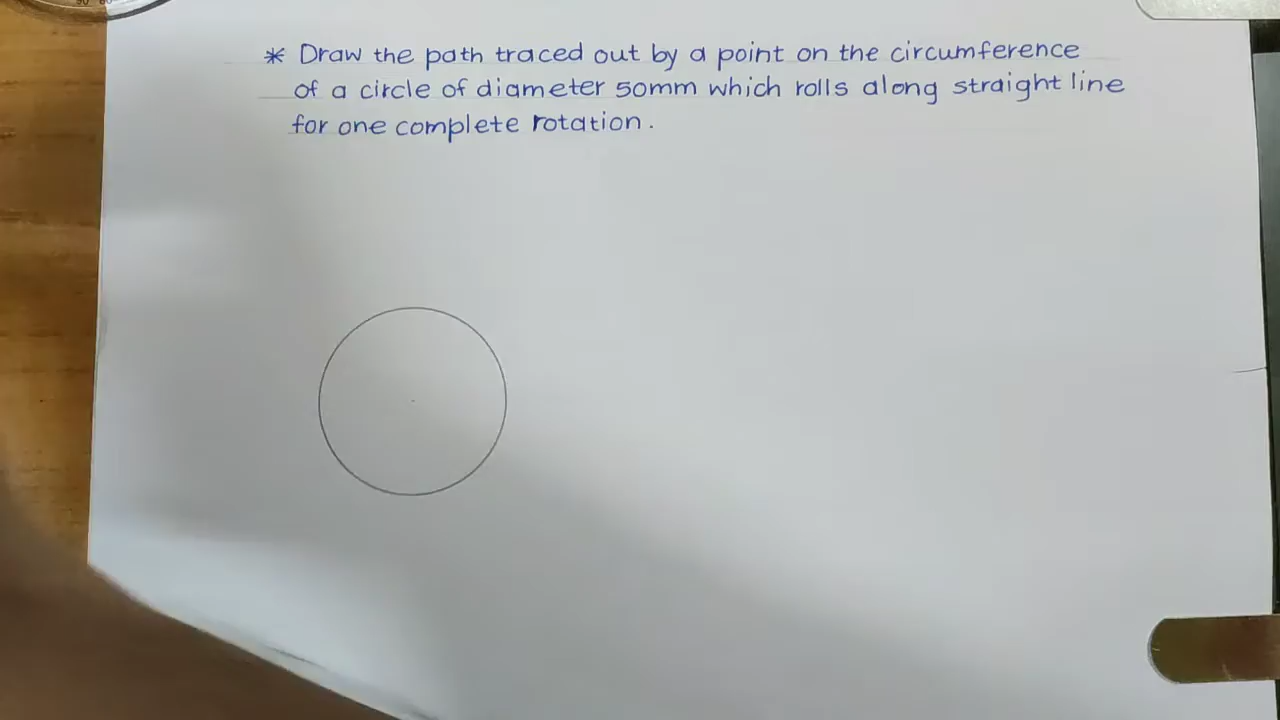 * Draw the path traced out by a point on the circumference
of a circle of diameter 50mm which rolls along straight line
for one complete rotation.